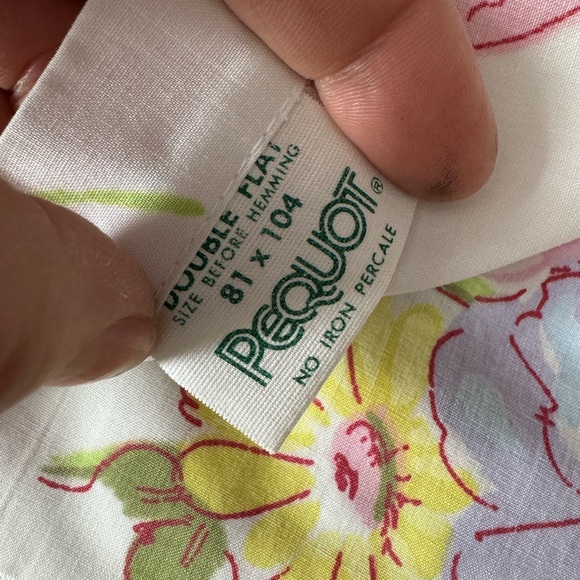 DOUBLE FLAT
SIZE BEFORE HEMMING
81 x 104
PEQUOT®
NO IRON PERCALE